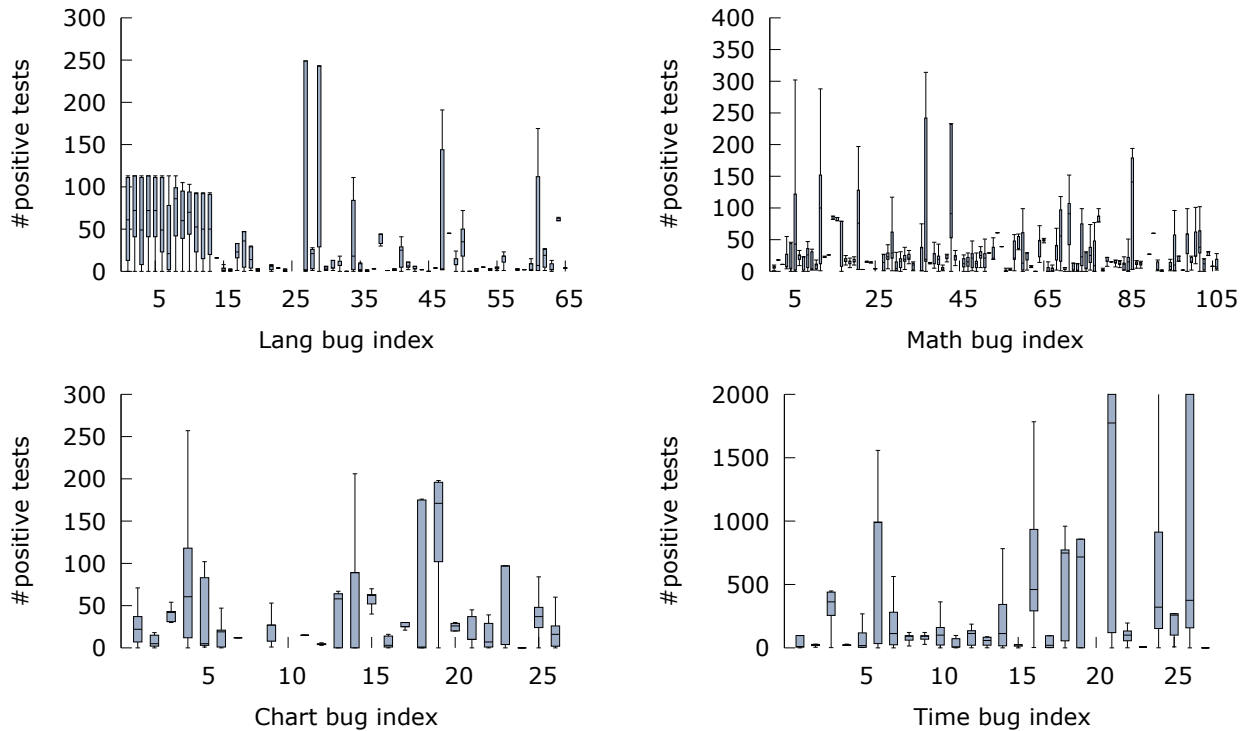 300
250
200
150
100
50
0
#positive tests
5 15 25 35 45 55 65
Lang bug index
400
350
300
250
200
150
100
50
0
#positive tests
5 25 45 65 85 105
Math bug index
300
250
200
150
100
50
0
#positive tests
5 10 15 20 25
Chart bug index
2000
1500
1000
500
0
#positive tests
5 10 15 20 25
Time bug index